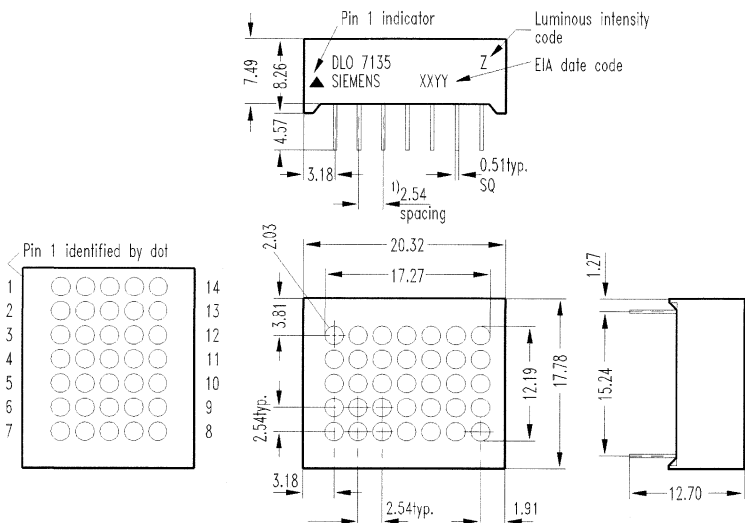 Pin 1 indicator
Luminous intensity
code
DLO 7135
Z
EIA date code
SIEMENS
XXYY
7.49
8.26
4.57
3.18
0.51typ.
SQ
1)
2.54
spacing
Pin 1 identified by dot
1
2
3
4
5
6
7
14
13
12
11
10
9
8
2.03
20.32
17.27
3.81
12.19
17.78
2.54typ.
3.18
2.54typ.
1.91
1.27
15.24
12.70